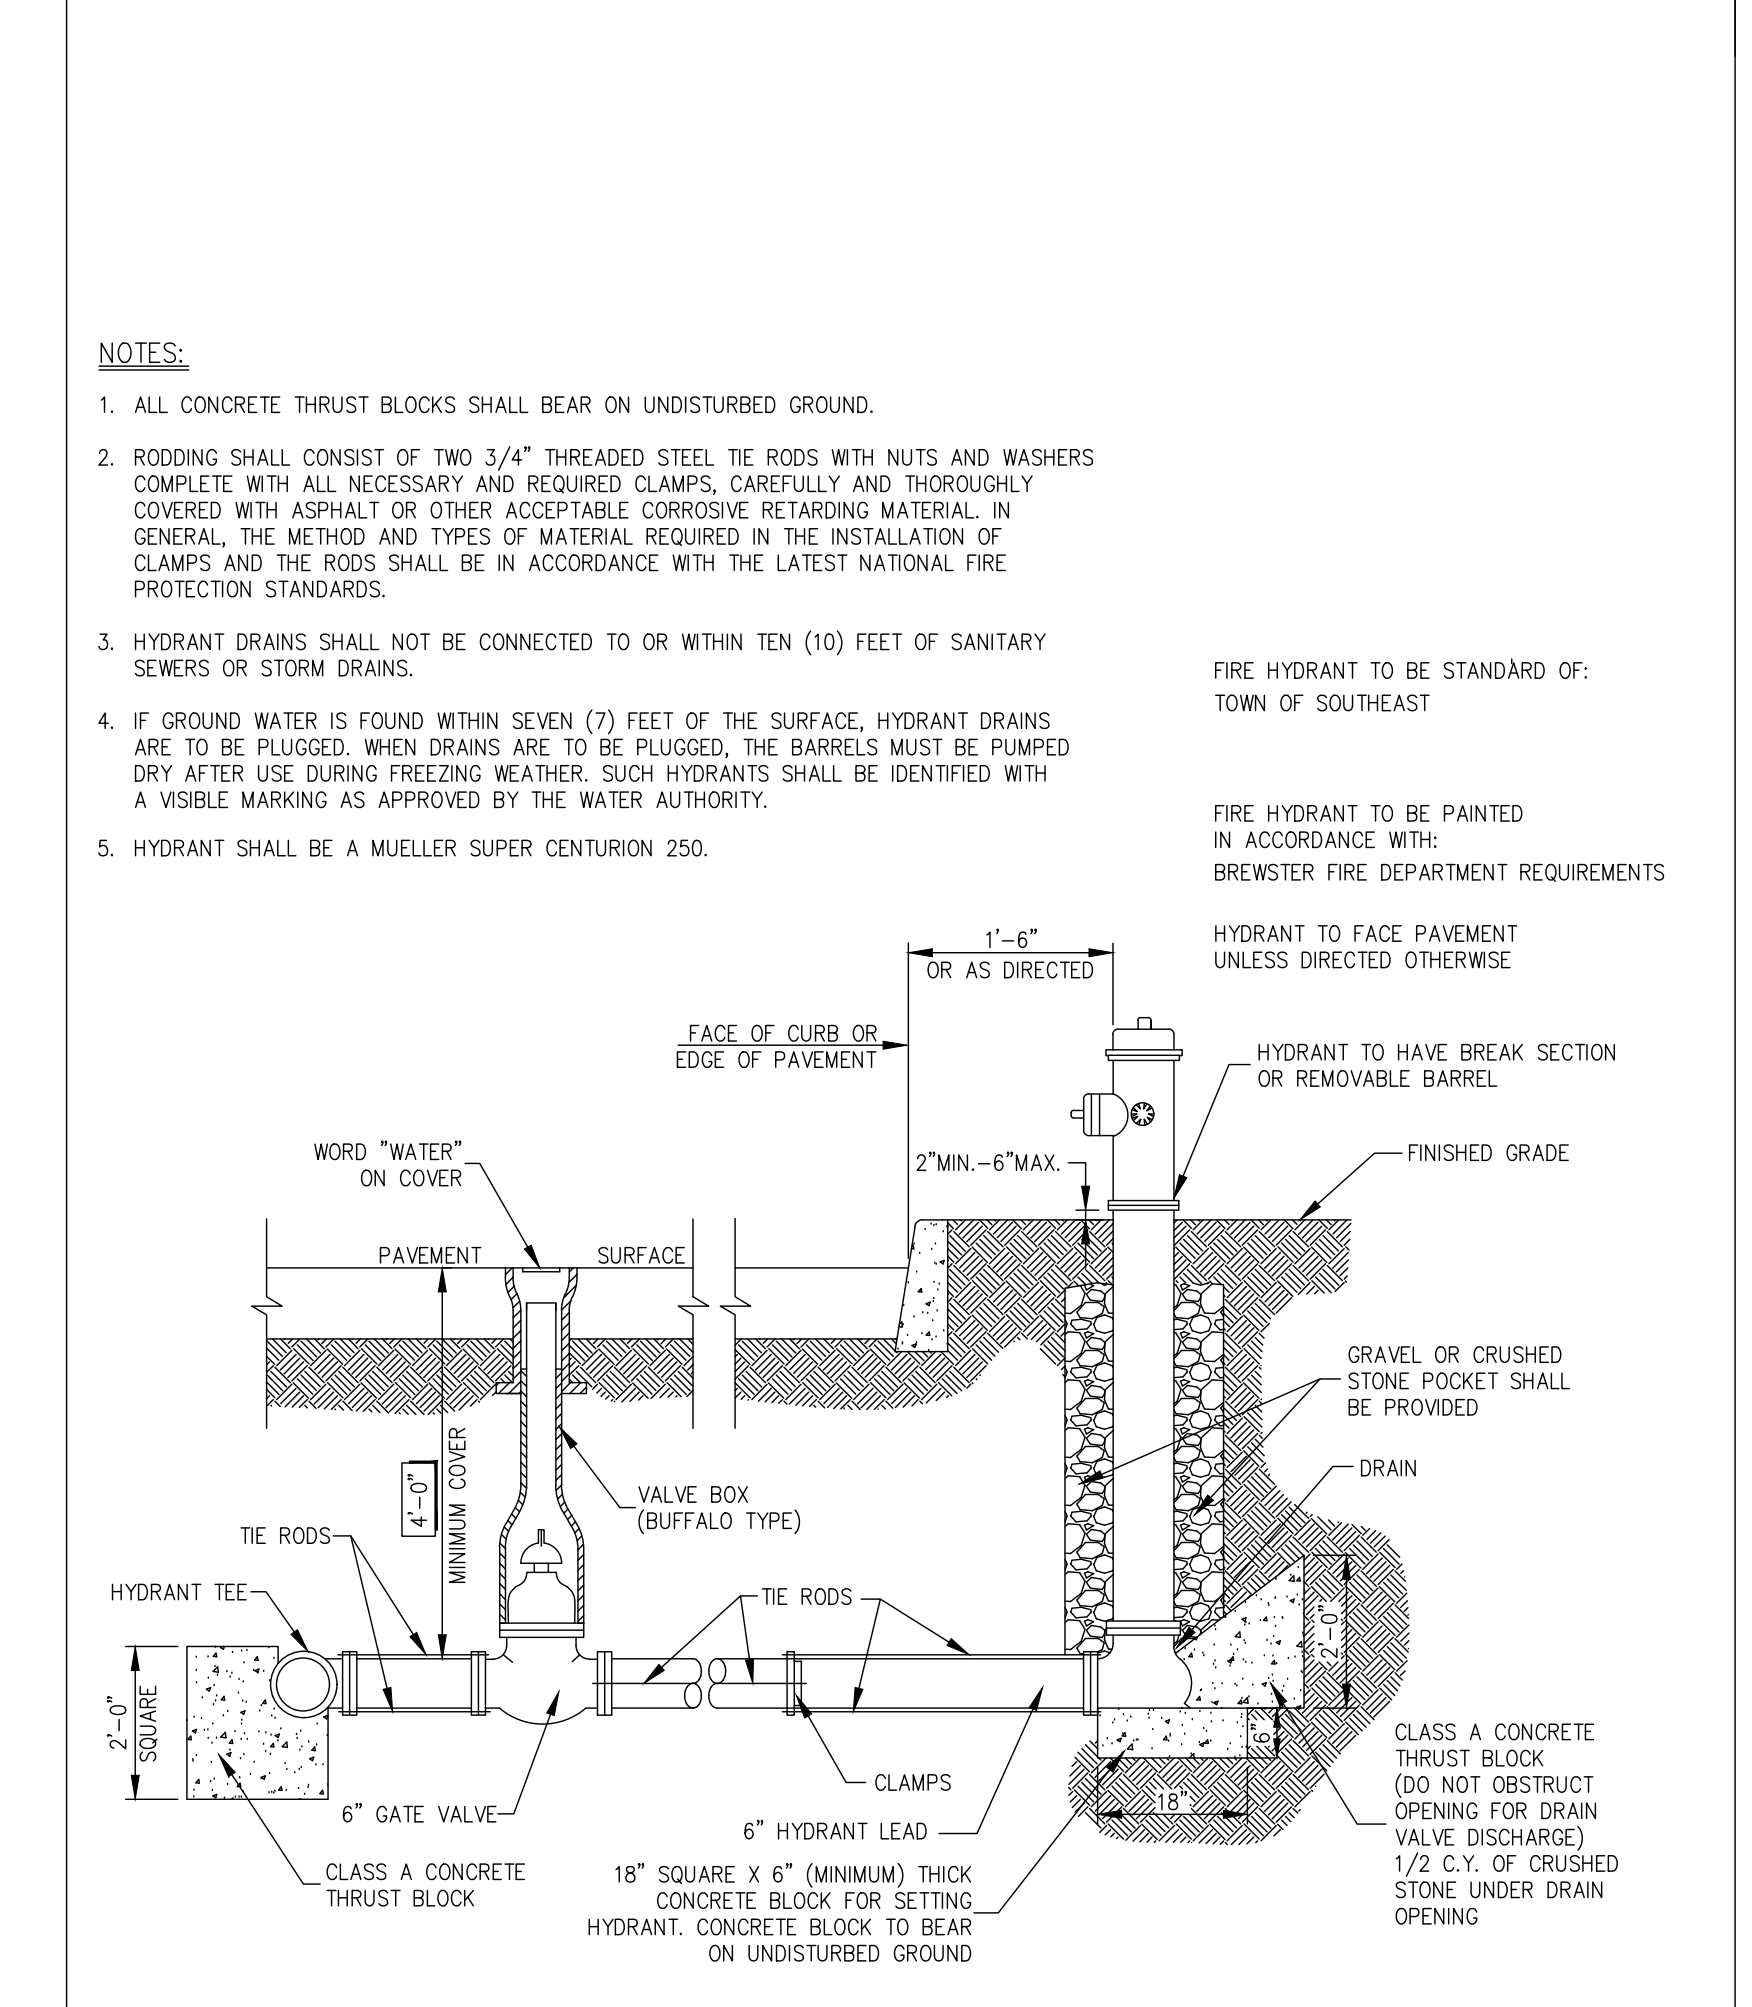 NOTES:
1. ALL CONCRETE THRUST BLOCKS SHALL BEAR ON UNDISTURBED GROUND.
2. RODDING SHALL CONSIST OF TWO 3/4" THREADED STEEL TIE RODS WITH NUTS AND WASHERS
COMPLETE WITH ALL NECESSARY AND REQUIRED CLAMPS, CAREFULLY AND THOROUGHLY
COVERED WITH ASPHALT OR OTHER ACCEPTABLE CORROSIVE RETARDING MATERIAL. IN
GENERAL, THE METHOD AND TYPES OF MATERIAL REQUIRED IN THE INSTALLATION OF
CLAMPS AND THE RODS SHALL BE IN ACCORDANCE WITH THE LATEST NATIONAL FIRE
PROTECTION STANDARDS.
3. HYDRANT DRAINS SHALL NOT BE CONNECTED TO OR WITHIN TEN (10) FEET OF SANITARY
SEWERS OR STORM DRAINS.
4. IF GROUND WATER IS FOUND WITHIN SEVEN (7) FEET OF THE SURFACE, HYDRANT DRAINS
ARE TO BE PLUGGED. WHEN DRAINS ARE TO BE PLUGGED, THE BARRELS MUST BE PUMPED
DRY AFTER USE DURING FREEZING WEATHER. SUCH HYDRANTS SHALL BE IDENTIFIED WITH
A VISIBLE MARKING AS APPROVED BY THE WATER AUTHORITY.
5. HYDRANT SHALL BE A MUELLER SUPER CENTURION 250.
FIRE HYDRANT TO BE STANDARD OF:
TOWN OF SOUTHEAST
FIRE HYDRANT TO BE PAINTED
IN ACCORDANCE WITH:
BREWSTER FIRE DEPARTMENT REQUIREMENTS
HYDRANT TO FACE PAVEMENT
UNLESS DIRECTED OTHERWISE
1'-6"
OR AS DIRECTED
FACE OF CURB OR
EDGE OF PAVEMENT
HYDRANT TO HAVE BREAK SECTION
OR REMOVABLE BARREL
WORD "WATER"
ON COVER
2"MIN.-6"MAX.
FINISHED GRADE
PAVEMENT
SURFACE
GRAVEL OR CRUSHED
STONE POCKET SHALL
BE PROVIDED
DRAIN
4'-0"
MINIMUM COVER
VALVE BOX
(BUFFALO TYPE)
TIE RODS
HYDRANT TEE
TIE RODS
2'-0"
2'-0"
SQUARE
6"
18"
CLAMPS
6" GATE VALVE
6" HYDRANT LEAD
CLASS A CONCRETE
THRUST BLOCK
18" SQUARE X 6" (MINIMUM) THICK
CONCRETE BLOCK FOR SETTING
HYDRANT. CONCRETE BLOCK TO BEAR
ON UNDISTURBED GROUND
CLASS A CONCRETE
THRUST BLOCK
(DO NOT OBSTRUCT
OPENING FOR DRAIN
VALVE DISCHARGE)
1/2 C.Y. OF CRUSHED
STONE UNDER DRAIN
OPENING